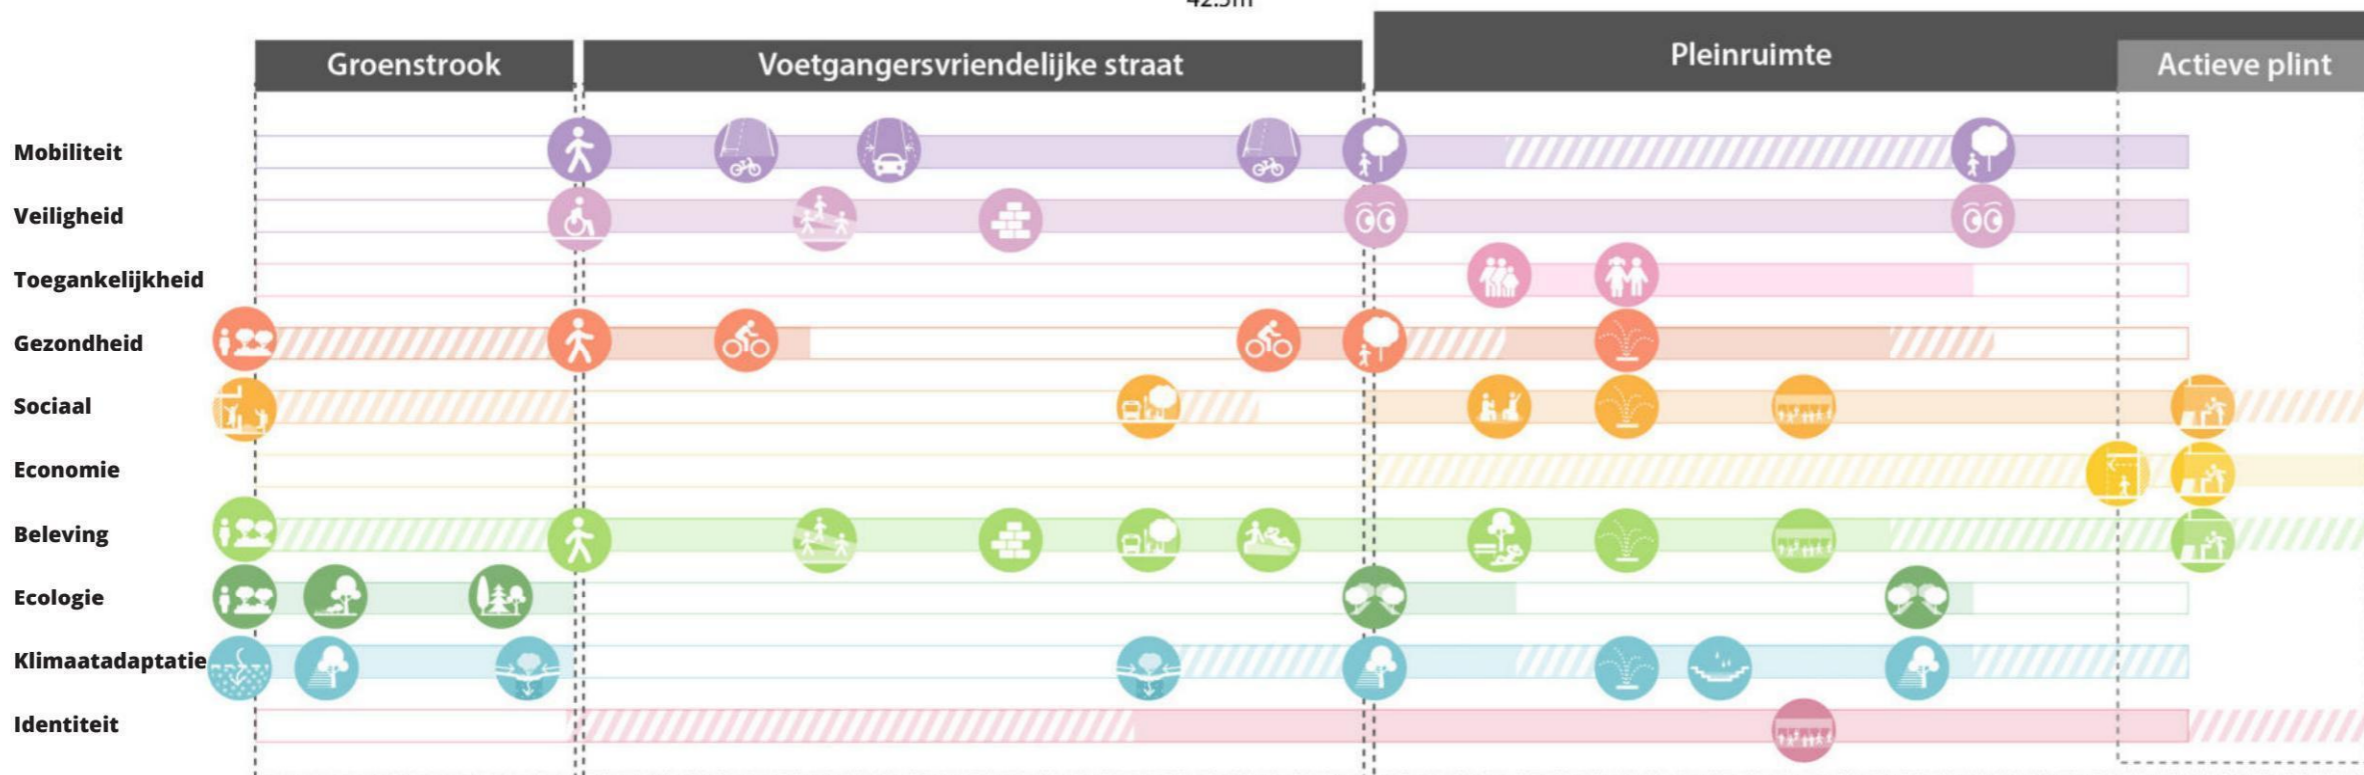 Groenstrook
Voetgangersvriendelijke straat
Pleinruimte
Actieve plint
Mobiliteit
Veiligheid
Toegankelijkheid
Gezondheid
Sociaal
Economie
Beleving
Ecologie
Klimaatadaptatie
Identiteit